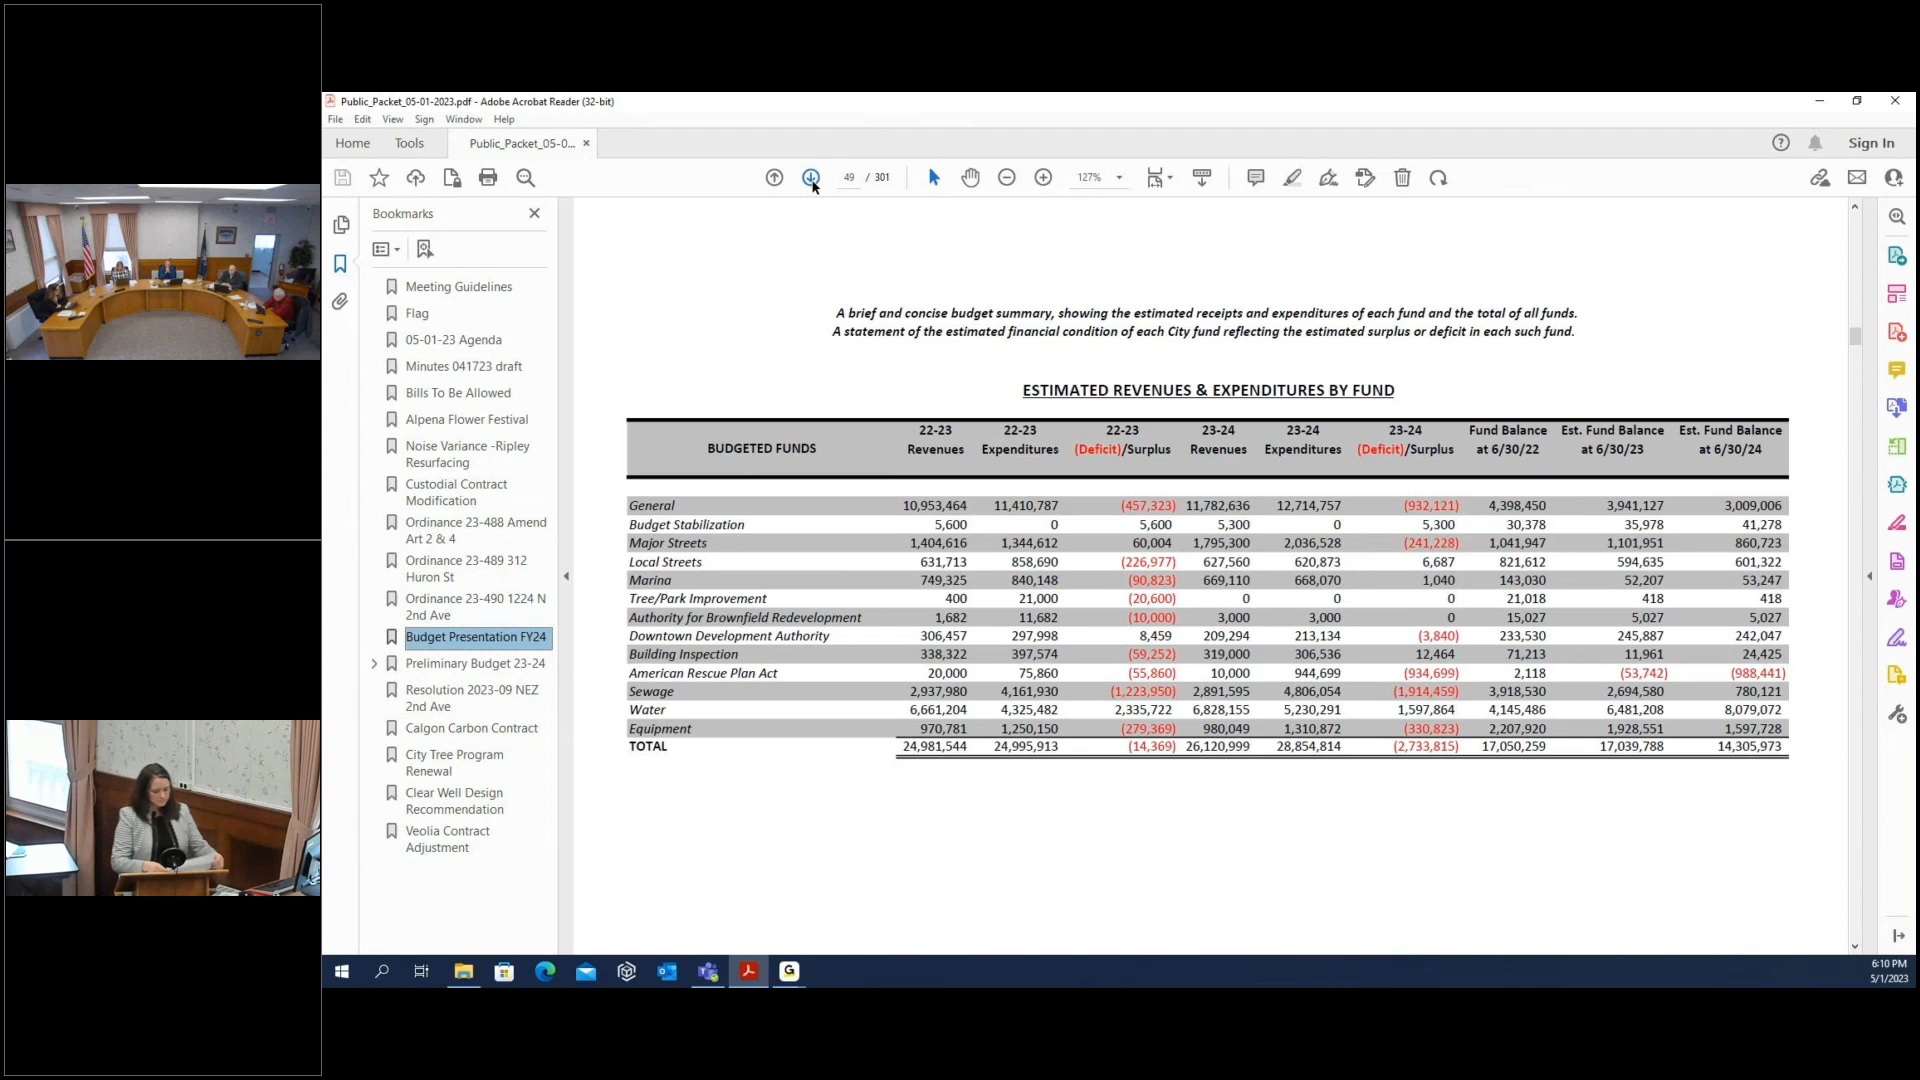 Public_Packet_05-01-2023.pdf - Adobe Acrobat Reader (32-bit)
File Edit View Sign Window Help
Home Tools Public_Packet_05-0... Sign In
49 / 301 127%
Bookmarks
Meeting Guidelines
Flag
05-01-23 Agenda
Minutes 041723 draft
Bills To Be Allowed
Alpena Flower Festival
Noise Variance -Ripley
Resurfacing
Custodial Contract
Modification
Ordinance 23-488 Amend
Art 2 & 4
Ordinance 23-489 312
Huron St
Ordinance 23-490 1224 N
2nd Ave
Budget Presentation FY24
Preliminary Budget 23-24
Resolution 2023-09 NEZ
2nd Ave
Calgon Carbon Contract
City Tree Program
Renewal
Clear Well Design
Recommendation
Veolia Contract
Adjustment
A brief and concise budget summary, showing the estimated receipts and expenditures of each fund and the total of all funds.
A statement of the estimated financial condition of each City fund reflecting the estimated surplus or deficit in each such fund.
ESTIMATED REVENUES & EXPENDITURES BY FUND
22-23 22-23 22-23 23-24 23-24 23-24 Fund Balance Est. Fund Balance Est. Fund Balance
BUDGETED FUNDS Revenues Expenditures (Deficit)/Surplus Revenues Expenditures (Deficit)/Surplus at 6/30/22 at 6/30/23 at 6/30/24
General 10,953,464 11,410,787 (457,323) 11,782,636 12,714,757 (932,121) 4,398,450 3,941,127 3,009,006
Budget Stabilization 5,600 0 5,600 5,300 0 5,300 30,378 35,978 41,278
Major Streets 1,404,616 1,344,612 60,004 1,795,300 2,036,528 (241,228) 1,041,947 1,101,951 860,723
Local Streets 631,713 858,690 (226,977) 627,560 620,873 6,687 821,612 594,635 601,322
Marina 749,325 840,148 (90,823) 669,110 668,070 1,040 143,030 52,207 53,247
Tree/Park Improvement 400 21,000 (20,600) 0 0 0 21,018 418 418
Authority for Brownfield Redevelopment 1,682 11,682 (10,000) 3,000 3,000 0 15,027 5,027 5,027
Downtown Development Authority 306,457 297,998 8,459 209,294 213,134 (3,840) 233,530 245,887 242,047
Building Inspection 338,322 397,574 (59,252) 319,000 306,536 12,464 71,213 11,961 24,425
American Rescue Plan Act 20,000 75,860 (55,860) 10,000 944,699 (934,699) 2,118 (53,742) (988,441)
Sewage 2,937,980 4,161,930 (1,223,950) 2,891,595 4,806,054 (1,914,459) 3,918,530 2,694,580 780,121
Water 6,661,204 4,325,482 2,335,722 6,828,155 5,230,291 1,597,864 4,145,486 6,481,208 8,079,072
Equipment 970,781 1,250,150 (279,369) 980,049 1,310,872 (330,823) 2,207,920 1,928,551 1,597,728
TOTAL 24,981,544 24,995,913 (14,369) 26,120,999 28,854,814 (2,733,815) 17,050,259 17,039,788 14,305,973
6:10 PM
5/1/2023